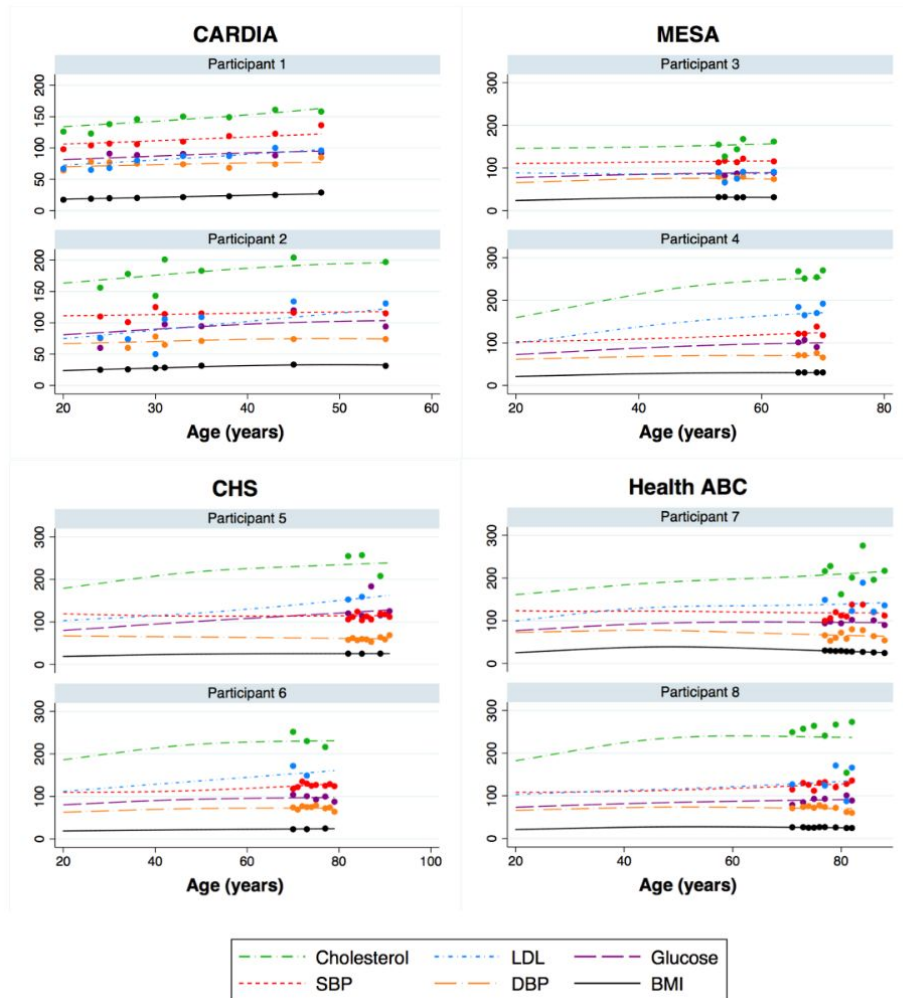 CARDIA
Participant 1
200
150
100
50
0
Participant 2
200
150
100
50
0
20 30 40 50 60
Age (years)
MESA
Participant 3
300
200
100
0
Participant 4
300
200
100
0
20 40 60 80
Age (years)
CHS
Participant 5
300
200
100
0
Participant 6
300
200
100
0
20 40 60 80 100
Age (years)
Health ABC
Participant 7
300
200
100
0
Participant 8
300
200
100
0
20 40 60 80
Age (years)
Cholesterol LDL Glucose
SBP DBP BMI